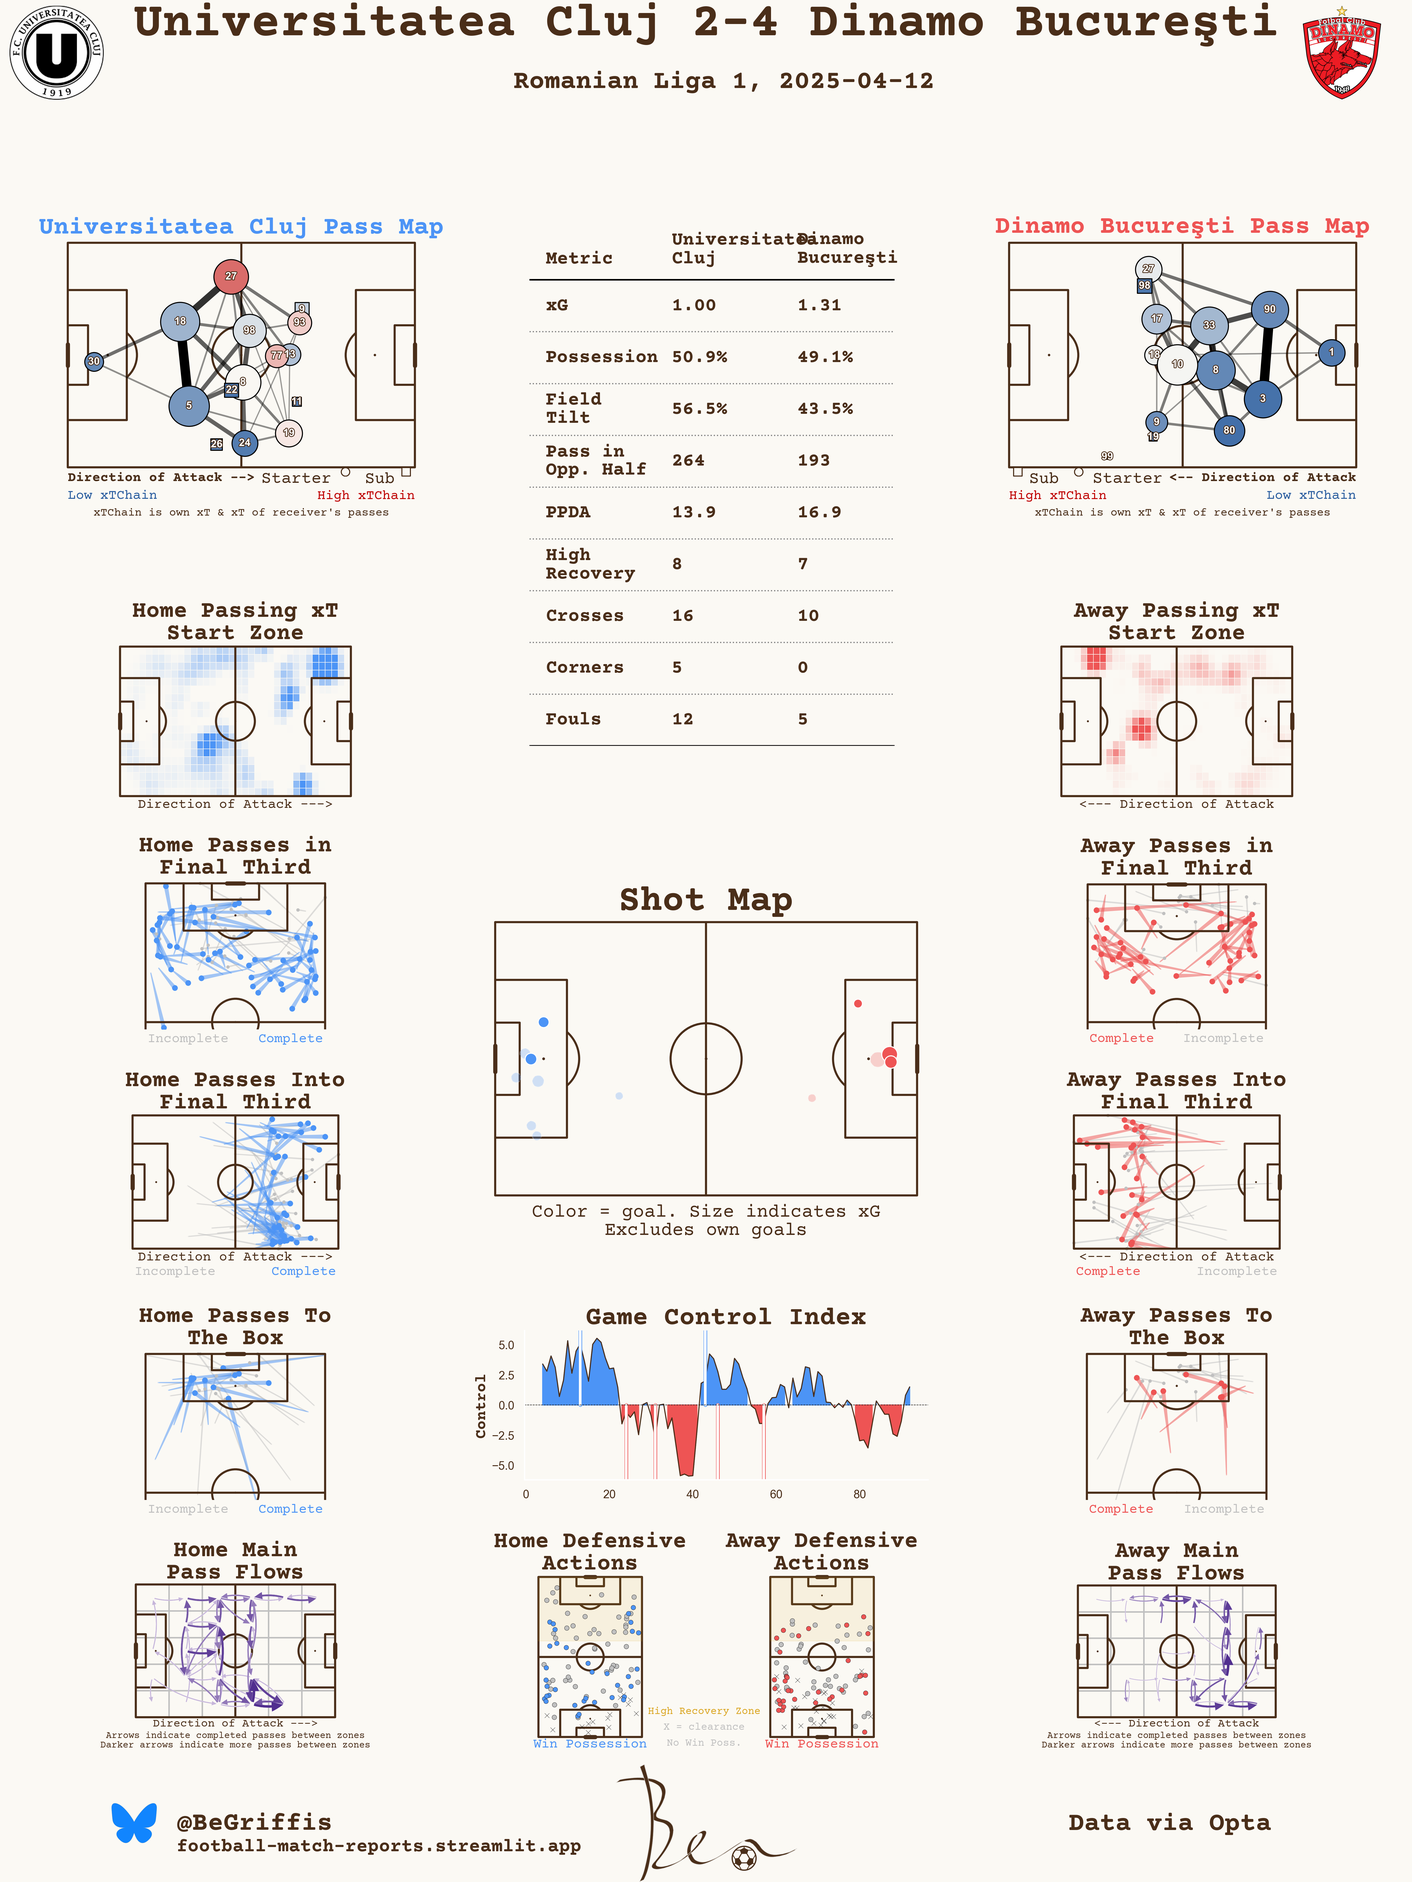 Universitatea Cluj 2-4 Dinamo Bucureşti
Romanian Liga 1, 2025-04-12
F.C. UNIVERSITATEA CLUJ
U
1919
Fotbal Club
DINAMO
BUCUREȘTI
1948
Universitatea Cluj Pass Map
27
9
93
18
98
77
13
30
8
22
5
11
19
26
24
Direction of Attack --> Starter Sub
Low xTChain High xTChain
xTChain is own xT & xT of receiver's passes
Metric Universitatea Cluj Dinamo Bucureşti
xG 1.00 1.31
Possession 50.9% 49.1%
Field Tilt 56.5% 43.5%
Pass in Opp. Half 264 193
PPDA 13.9 16.9
High Recovery 8 7
Crosses 16 10
Corners 5 0
Fouls 12 5
Dinamo Bucureşti Pass Map
27
98
90
17
33
18
10
1
8
3
9
19
80
99
Sub Starter <-- Direction of Attack
High xTChain Low xTChain
xTChain is own xT & xT of receiver's passes
Home Passing xT
Start Zone
Direction of Attack --->
Away Passing xT
Start Zone
<--- Direction of Attack
Home Passes in
Final Third
Incomplete Complete
Away Passes in
Final Third
Complete Incomplete
Shot Map
Color = goal. Size indicates xG
Excludes own goals
Home Passes Into
Final Third
Direction of Attack --->
Incomplete Complete
Away Passes Into
Final Third
<--- Direction of Attack
Complete Incomplete
Home Passes To
The Box
Incomplete Complete
Game Control Index
Control
5.0
2.5
0.0
−2.5
−5.0
0 20 40 60 80
Away Passes To
The Box
Complete Incomplete
Home Main
Pass Flows
Direction of Attack --->
Arrows indicate completed passes between zones
Darker arrows indicate more passes between zones
Home Defensive
Actions
Win Possession
Away Defensive
Actions
Win Possession
High Recovery Zone
X = clearance
No Win Poss.
Away Main
Pass Flows
<--- Direction of Attack
Arrows indicate completed passes between zones
Darker arrows indicate more passes between zones
@BeGriffis
football-match-reports.streamlit.app
Ben
Data via Opta